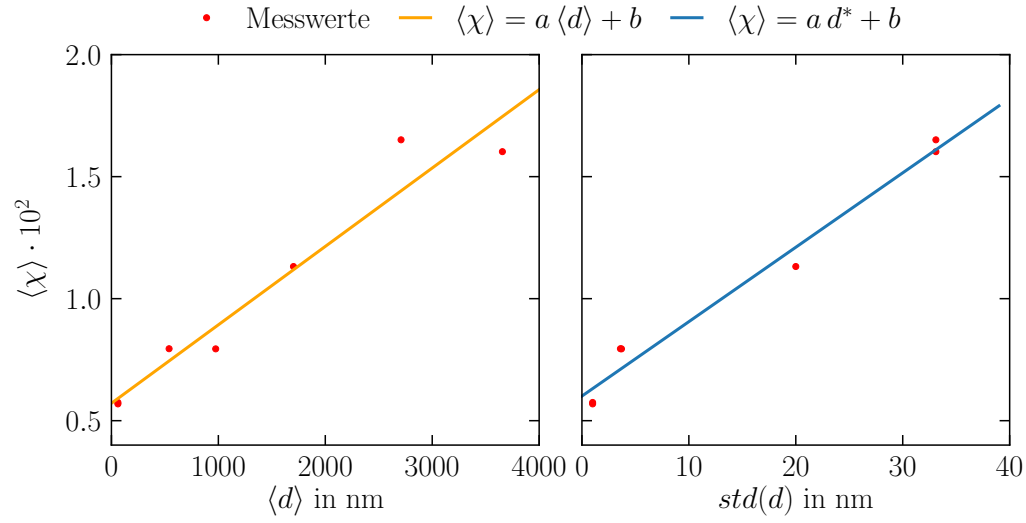 Messwerte ⟨χ⟩ = a ⟨d⟩ + b ⟨χ⟩ = a d* + b
⟨χ⟩ · 10²
2.0
1.5
1.0
0.5
0 1000 2000 3000 4000
⟨d⟩ in nm
0 10 20 30 40
std(d) in nm